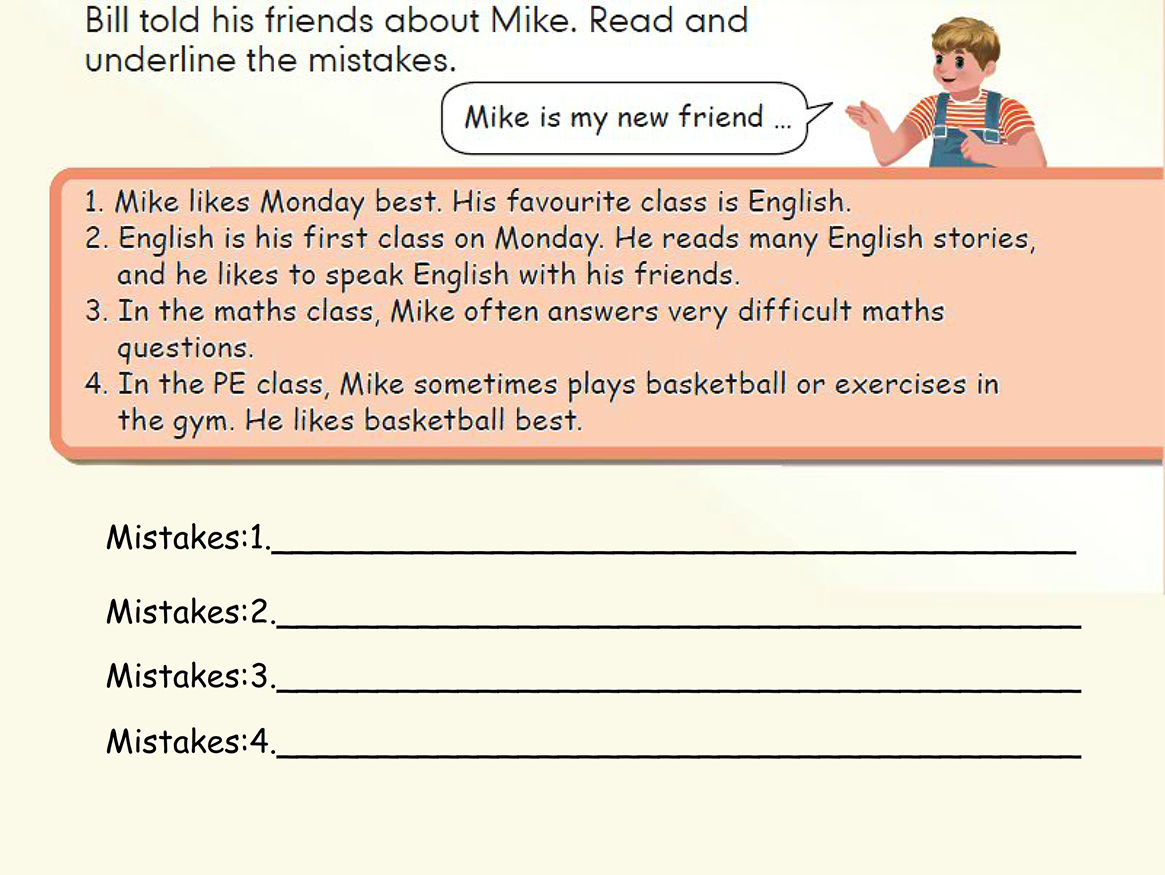 Bill told his friends about Mike. Read and
underline the mistakes.
Mike is my new friend ...
1. Mike likes Monday best. His favourite class is English.
2. English is his first class on Monday. He reads many English stories,
and he likes to speak English with his friends.
3. In the maths class, Mike often answers very difficult maths
questions.
4. In the PE class, Mike sometimes plays basketball or exercises in
the gym. He likes basketball best.
Mistakes:1.________________________________________
Mistakes:2.________________________________________
Mistakes:3.________________________________________
Mistakes:4.________________________________________